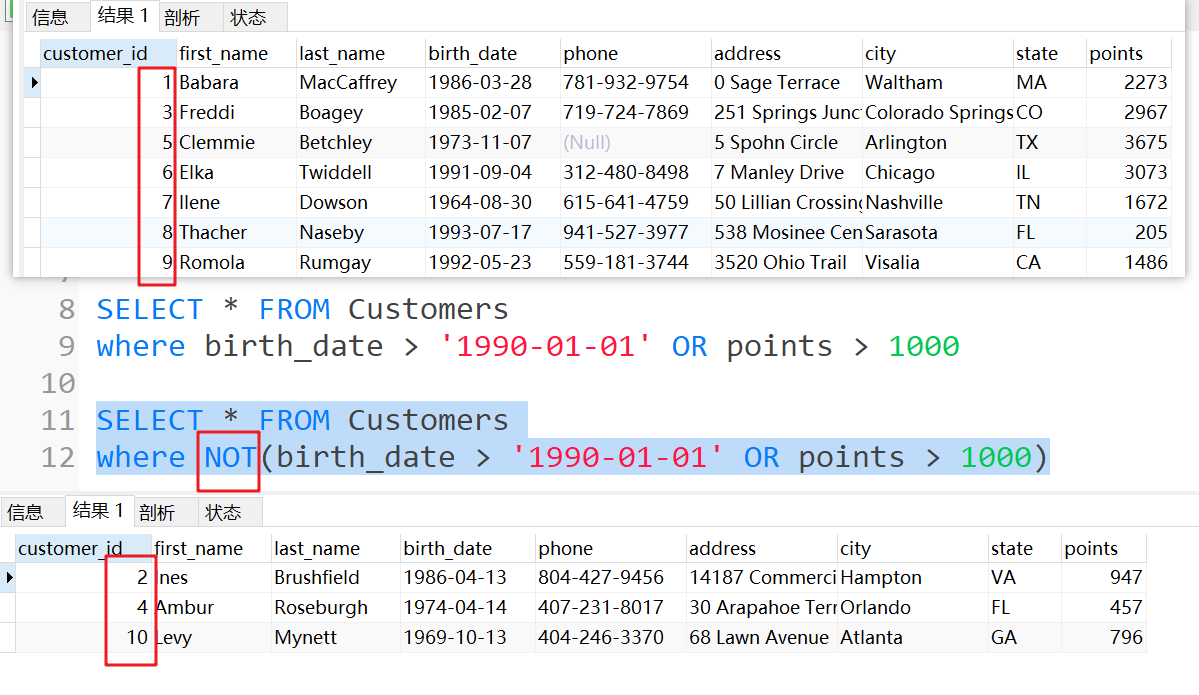 信息 结果 1 剖析 状态
customer_id first_name last_name birth_date phone address city state points
1 Babara MacCaffrey 1986-03-28 781-932-9754 0 Sage Terrace Waltham MA 2273
3 Freddi Boagey 1985-02-07 719-724-7869 251 Springs Junc Colorado Springs CO 2967
5 Clemmie Betchley 1973-11-07 (Null) 5 Spohn Circle Arlington TX 3675
6 Elka Twiddell 1991-09-04 312-480-8498 7 Manley Drive Chicago IL 3073
7 Ilene Dowson 1964-08-30 615-641-4759 50 Lillian Crossing Nashville TN 1672
8 Thacher Naseby 1993-07-17 941-527-3977 538 Mosinee Cen Sarasota FL 205
9 Romola Rumgay 1992-05-23 559-181-3744 3520 Ohio Trail Visalia CA 1486
8 SELECT * FROM Customers
9 where birth_date > '1990-01-01' OR points > 1000
10
11 SELECT * FROM Customers
12 where NOT(birth_date > '1990-01-01' OR points > 1000)
信息 结果 1 剖析 状态
customer_id first_name last_name birth_date phone address city state points
2 Ines Brushfield 1986-04-13 804-427-9456 14187 Commerci Hampton VA 947
4 Ambur Roseburgh 1974-04-14 407-231-8017 30 Arapahoe Terr Orlando FL 457
10 Levy Mynett 1969-10-13 404-246-3370 68 Lawn Avenue Atlanta GA 796